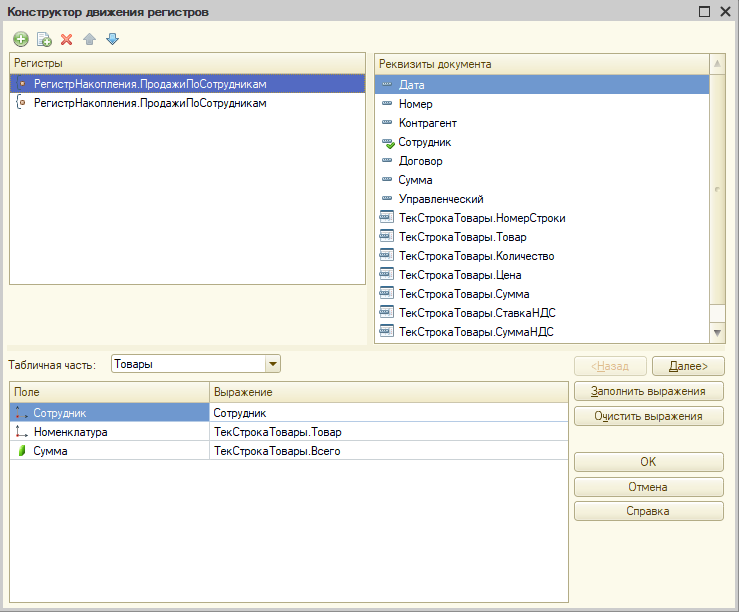 Конструктор движения регистров
Регистры
РегистрНакопления.ПродажиПоСотрудникам
РегистрНакопления.ПродажиПоСотрудникам
Реквизиты документа
Дата
Номер
Контрагент
Сотрудник
Договор
Сумма
Управленческий
ТекСтрокаТовары.НомерСтроки
ТекСтрокаТовары.Товар
ТекСтрокаТовары.Количество
ТекСтрокаТовары.Цена
ТекСтрокаТовары.Сумма
ТекСтрокаТовары.СтавкаНДС
ТекСтрокаТовары.СуммаНДС
Табличная часть: Товары
<Назад Далее>
Поле Выражение
Сотрудник Сотрудник
Номенклатура ТекСтрокаТовары.Товар
Сумма ТекСтрокаТовары.Всего
Заполнить выражения
Очистить выражения
ОК
Отмена
Справка